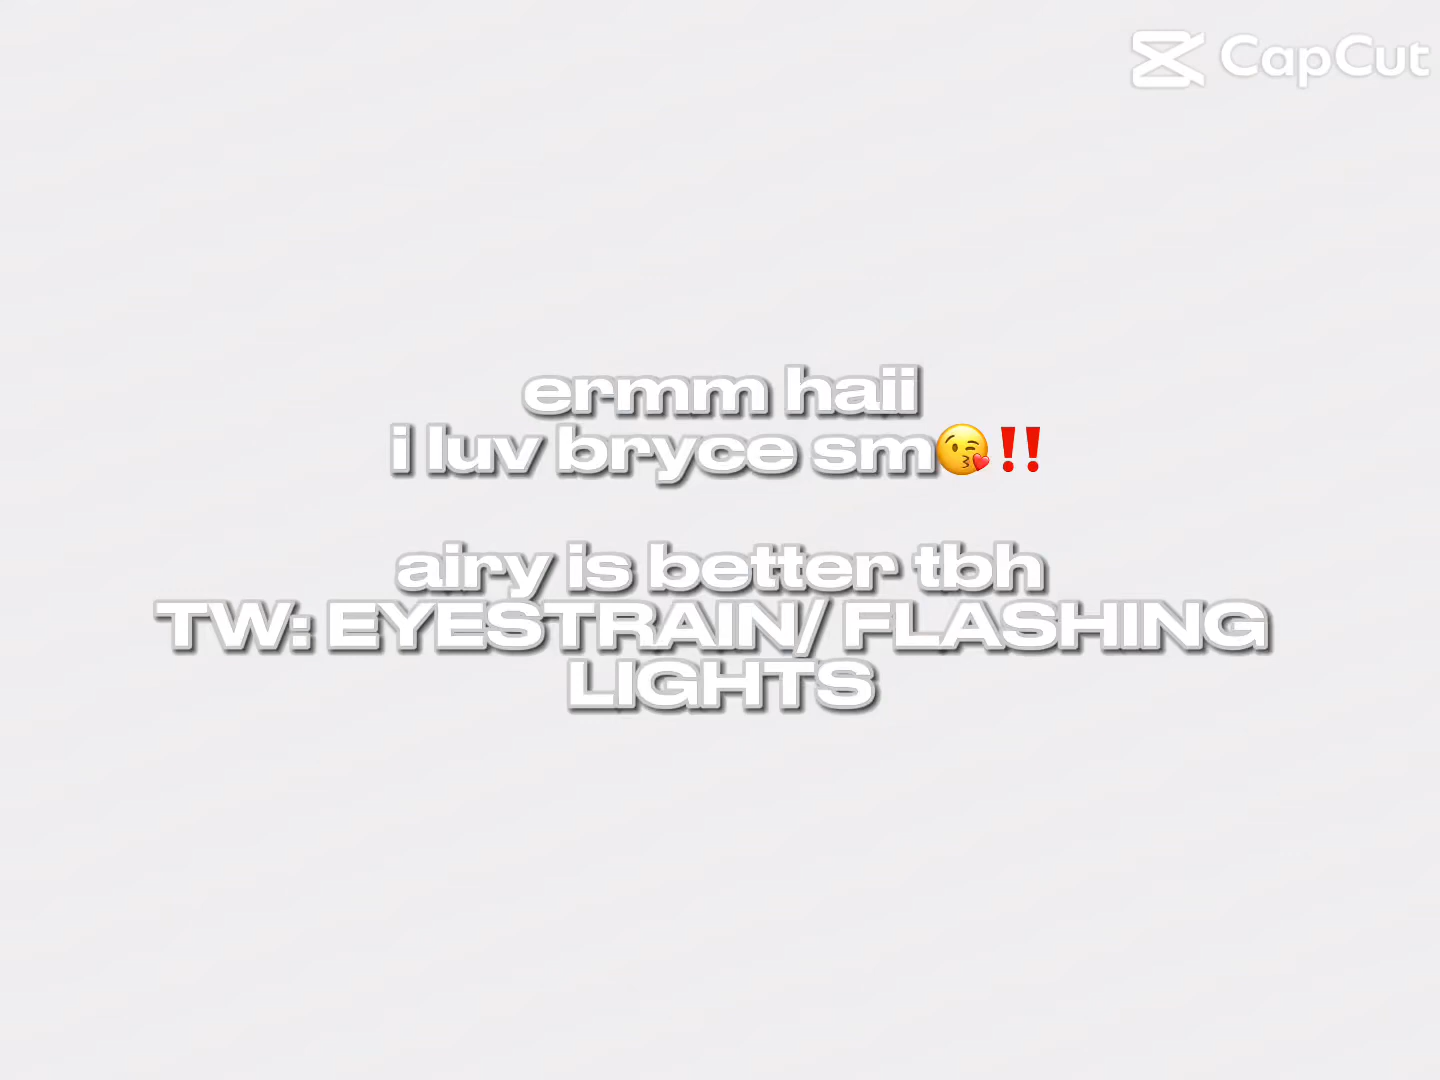 CapCut
ermm haii
i luv bryce sm😘‼️
airy is better tbh
TW: EYESTRAIN/ FLASHING
LIGHTS